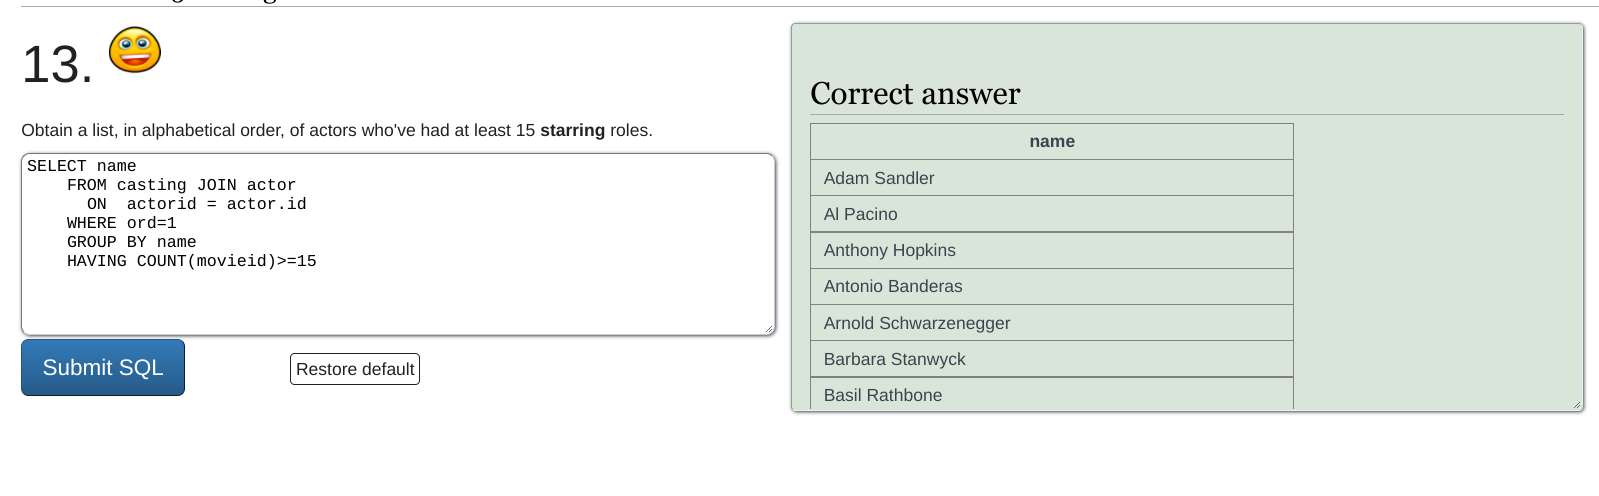 13.
Obtain a list, in alphabetical order, of actors who've had at least 15 starring roles.
SELECT name
FROM casting JOIN actor
ON  actorid = actor.id
WHERE ord=1
GROUP BY name
HAVING COUNT(movieid)>=15
Submit SQL
Restore default
Correct answer
name
Adam Sandler
Al Pacino
Anthony Hopkins
Antonio Banderas
Arnold Schwarzenegger
Barbara Stanwyck
Basil Rathbone